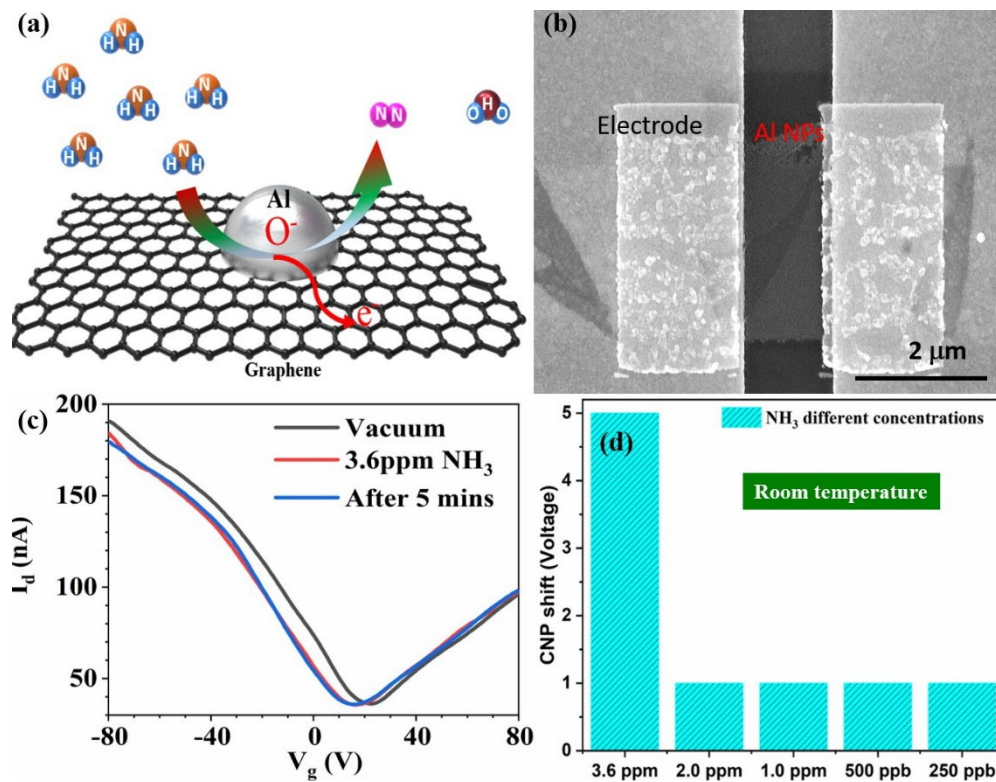 (a)
N
H H
N
H H
N
H H
N
H H
N
H H
N
H H
N N
H
O O
Al
O⁻
e⁻
Graphene
(b)
Electrode
Al NPs
2 μm
(c)
200
150
100
50
I_d (nA)
Vacuum
3.6ppm NH₃
After 5 mins
-80 -40 0 40 80
V_g (V)
(d)
NH₃ different concentrations
Room temperature
5
4
3
2
1
0
CNP shift (Voltage)
3.6 ppm 2.0 ppm 1.0 ppm 500 ppb 250 ppb